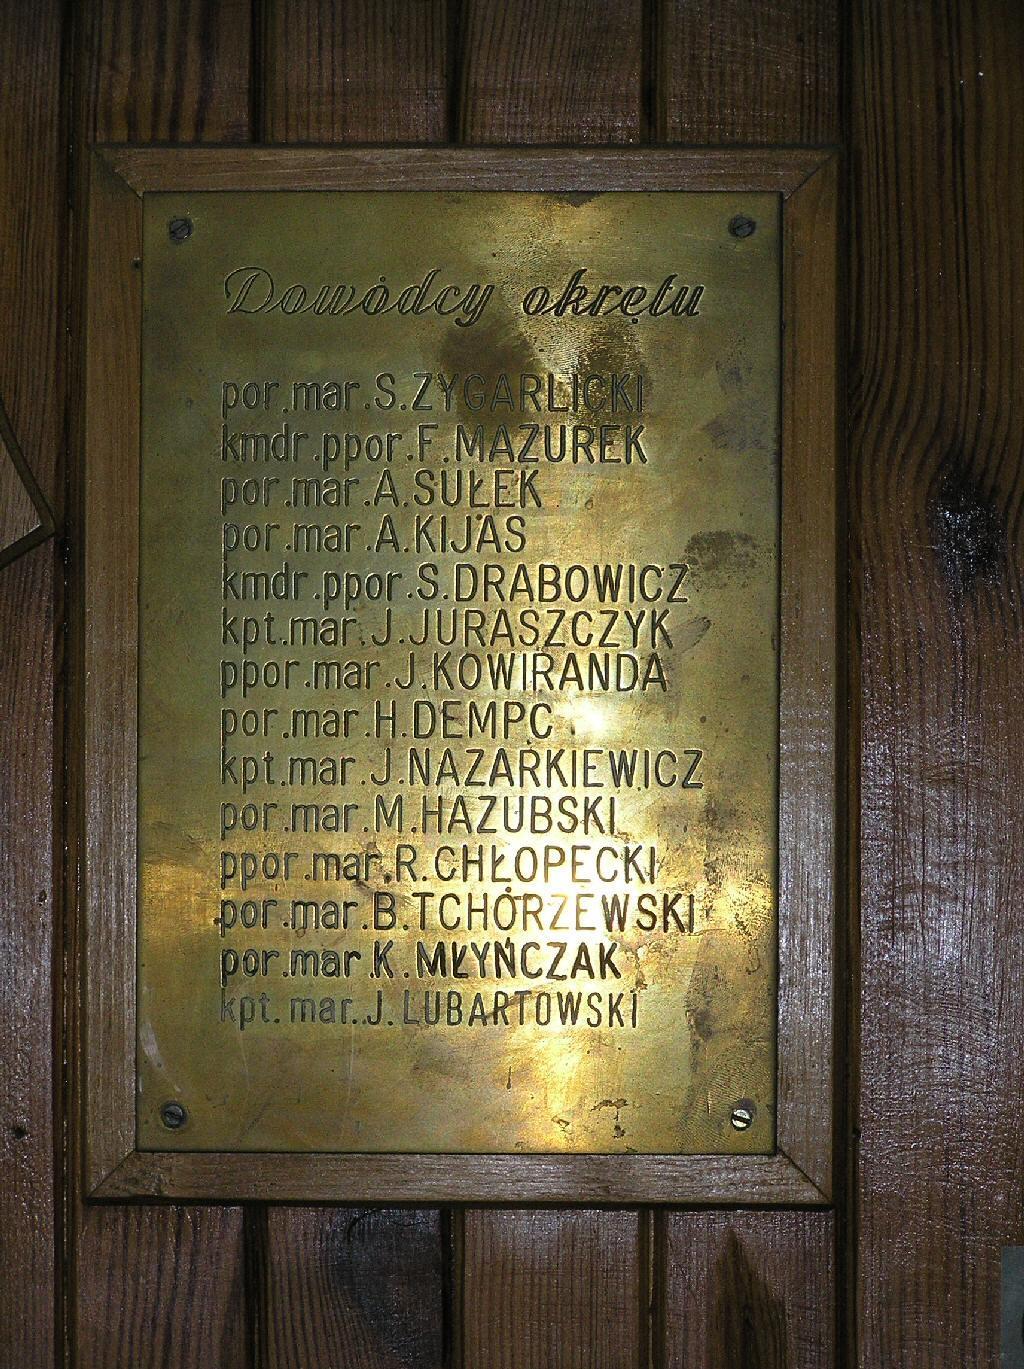 Dowódcy okrętu
por.mar.S.ZYGARLICKI
kmdr.ppor.F.MAZUREK
por.mar.A.SUŁEK
por.mar.A.KIJAS
kmdr.ppor.S.DRABOWICZ
kpt.mar.J.JURASZCZYK
ppor.mar.J.KOWIRANDA
por.mar.H.DEMPC
kpt.mar.J.NAZARKIEWICZ
por.mar.M.HAZUBSKI
ppor.mar.R.CHŁOPECKI
por.mar.B.TCHÓRZEWSKI
por.mar.K.MŁYŃCZAK
kpt.mar.J.LUBARTOWSKI